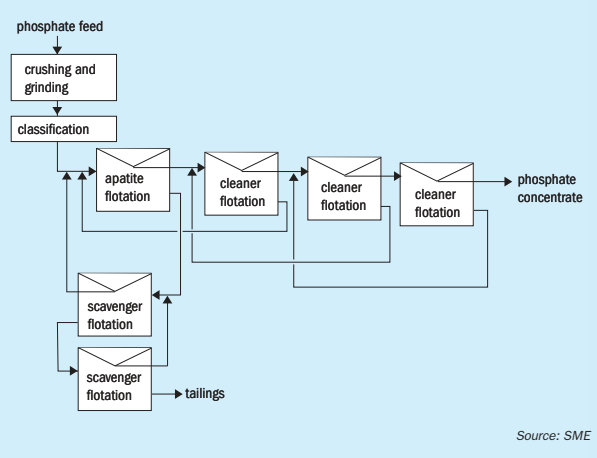 phosphate feed
crushing and
grinding
classification
apatite
flotation
cleaner
flotation
cleaner
flotation
cleaner
flotation
phosphate
concentrate
scavenger
flotation
scavenger
flotation
tailings
Source: SME